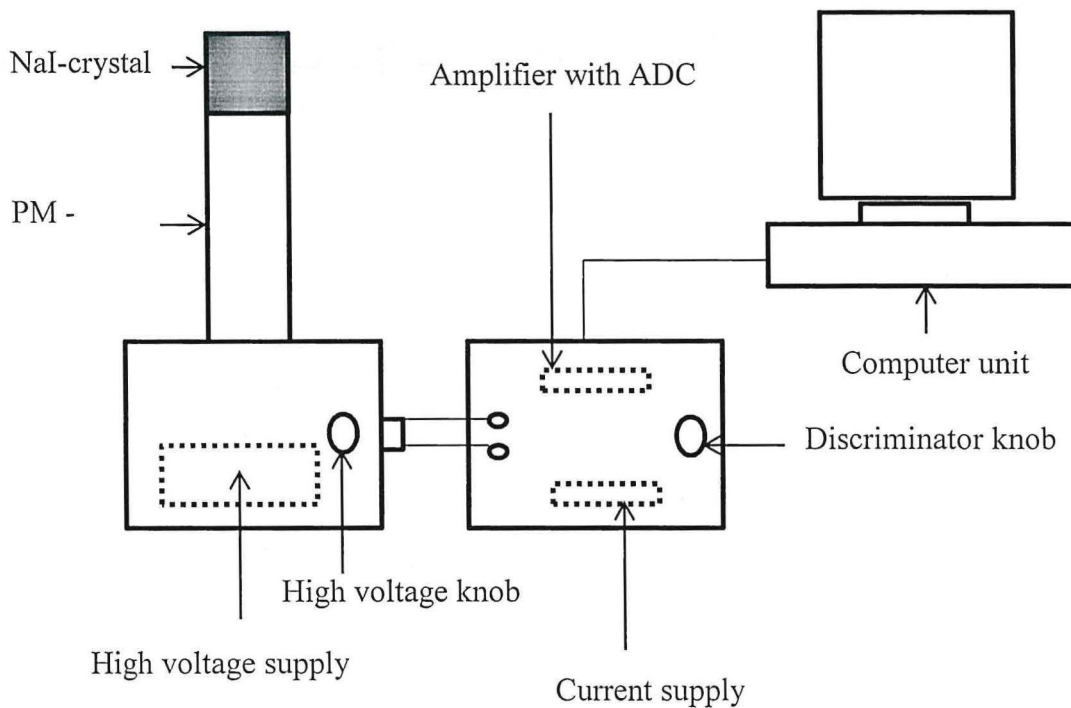 NaI-crystal
Amplifier with ADC
PM -
Computer unit
Discriminator knob
High voltage knob
High voltage supply
Current supply